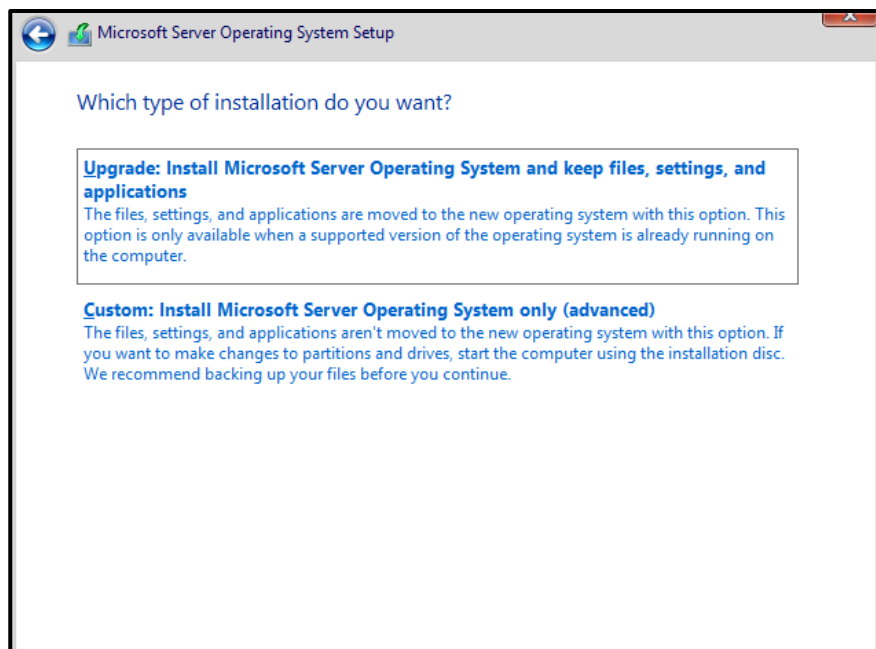 Microsoft Server Operating System Setup
Which type of installation do you want?
Upgrade: Install Microsoft Server Operating System and keep files, settings, and
applications
The files, settings, and applications are moved to the new operating system with this option. This
option is only available when a supported version of the operating system is already running on
the computer.
Custom: Install Microsoft Server Operating System only (advanced)
The files, settings, and applications aren't moved to the new operating system with this option. If
you want to make changes to partitions and drives, start the computer using the installation disc.
We recommend backing up your files before you continue.